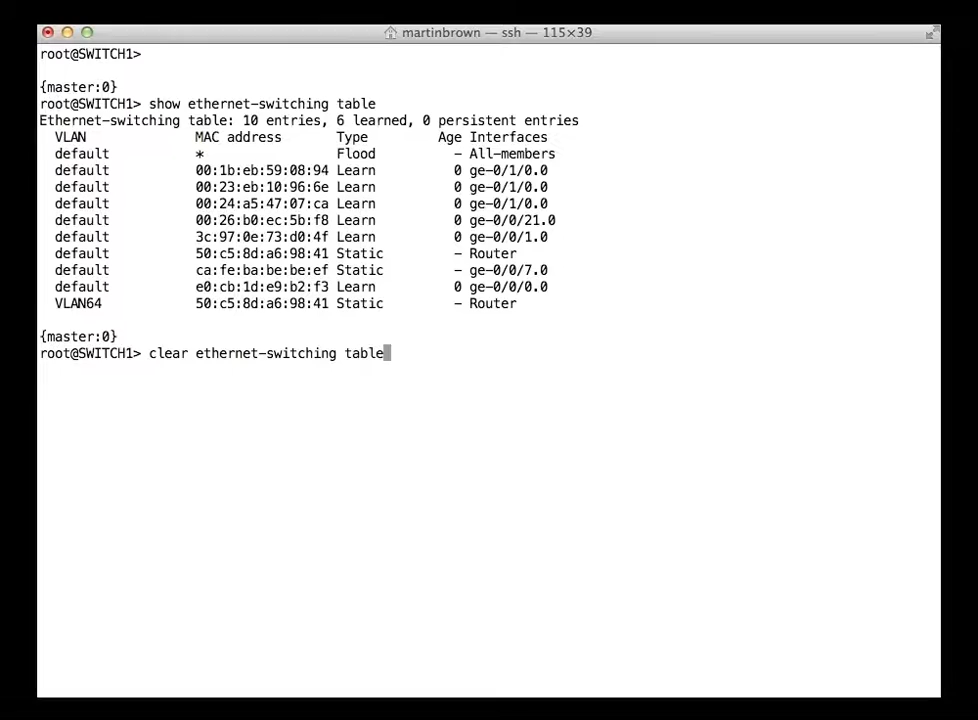 martinbrown — ssh — 115×39
root@SWITCH1>
{master:0}
root@SWITCH1> show ethernet-switching table
Ethernet-switching table: 10 entries, 6 learned, 0 persistent entries
VLAN MAC address Type Age Interfaces
default * Flood - All-members
default 00:1b:eb:59:08:94 Learn 0 ge-0/1/0.0
default 00:23:eb:10:96:6e Learn 0 ge-0/1/0.0
default 00:24:a5:47:07:ca Learn 0 ge-0/1/0.0
default 00:26:b0:ec:5b:f8 Learn 0 ge-0/0/21.0
default 3c:97:0e:73:d0:4f Learn 0 ge-0/0/1.0
default 50:c5:8d:a6:98:41 Static - Router
default ca:fe:ba:be:be:ef Static - ge-0/0/7.0
default e0:cb:1d:e9:b2:f3 Learn 0 ge-0/0/0.0
VLAN64 50:c5:8d:a6:98:41 Static - Router
{master:0}
root@SWITCH1> clear ethernet-switching table